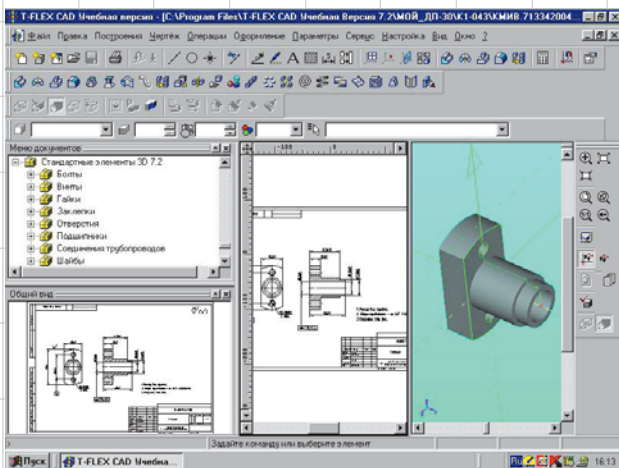 T-FLEX CAD Учебная версия - [C:\Program Files\T-FLEX CAD Учебная Версия 7.2\МОЙ_ДП-30\К1-043\КМИВ 713342004...
Файл Правка Построения Чертёж Операции Оформление Параметры Сервис Настройка Вид Окно ?
Меню документов
Стандартные элементы 3D 7.2
Болты
Винты
Гайки
Заклепки
Отверстия
Подшипники
Соединения трубопроводов
Шайбы
Общий вид
-100
0
Задайте команду или выберите элемент
Пуск
T-FLEX CAD Учебна...
Ru
16:13